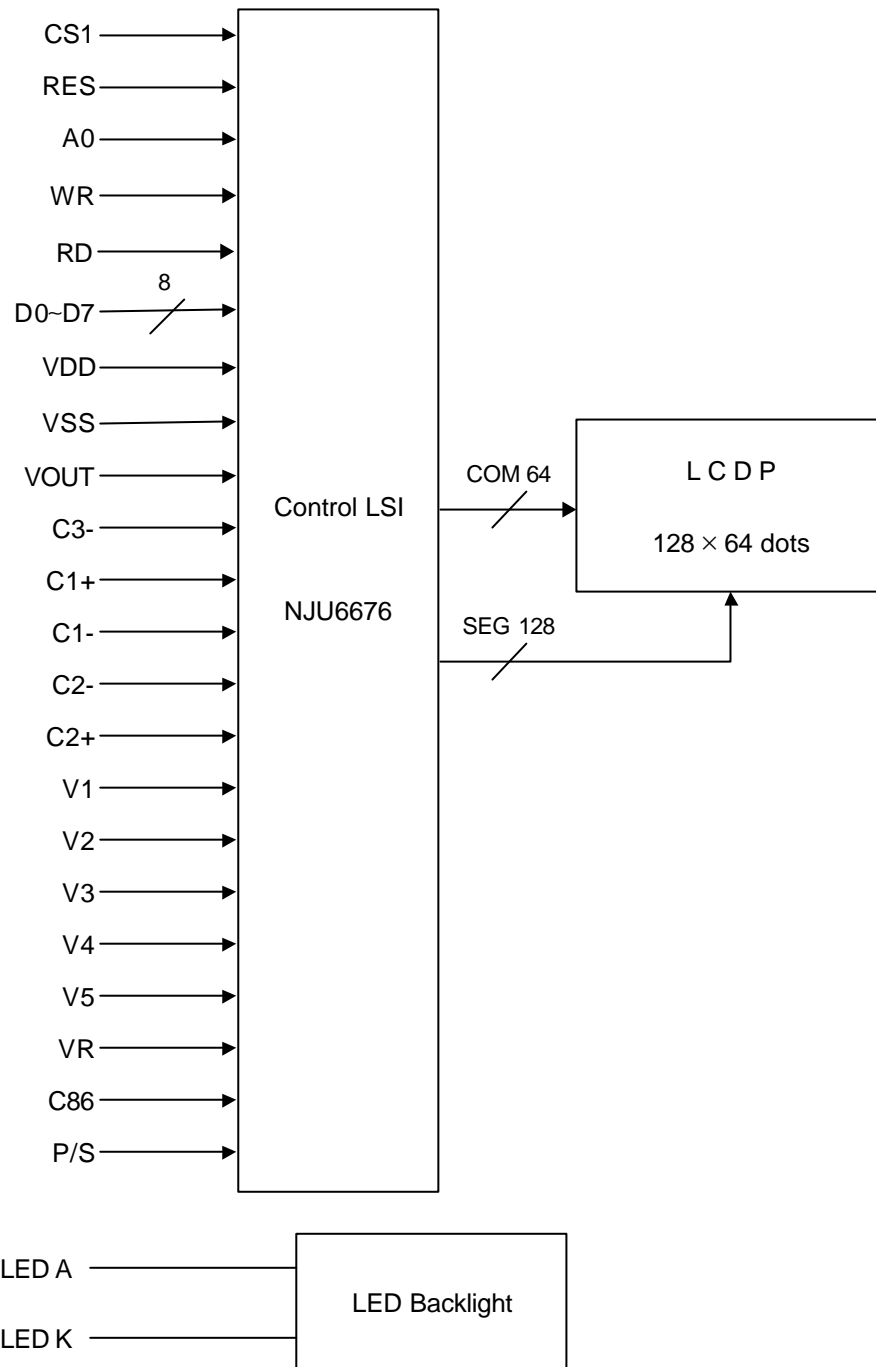 CS1
RES
A0
WR
RD
8
D0~D7
VDD
VSS
VOUT
C3-
C1+
C1-
C2-
C2+
V1
V2
V3
V4
V5
VR
C86
P/S
Control LSI
NJU6676
COM 64
SEG 128
L C D P
128 × 64 dots
LED A
LED K
LED Backlight